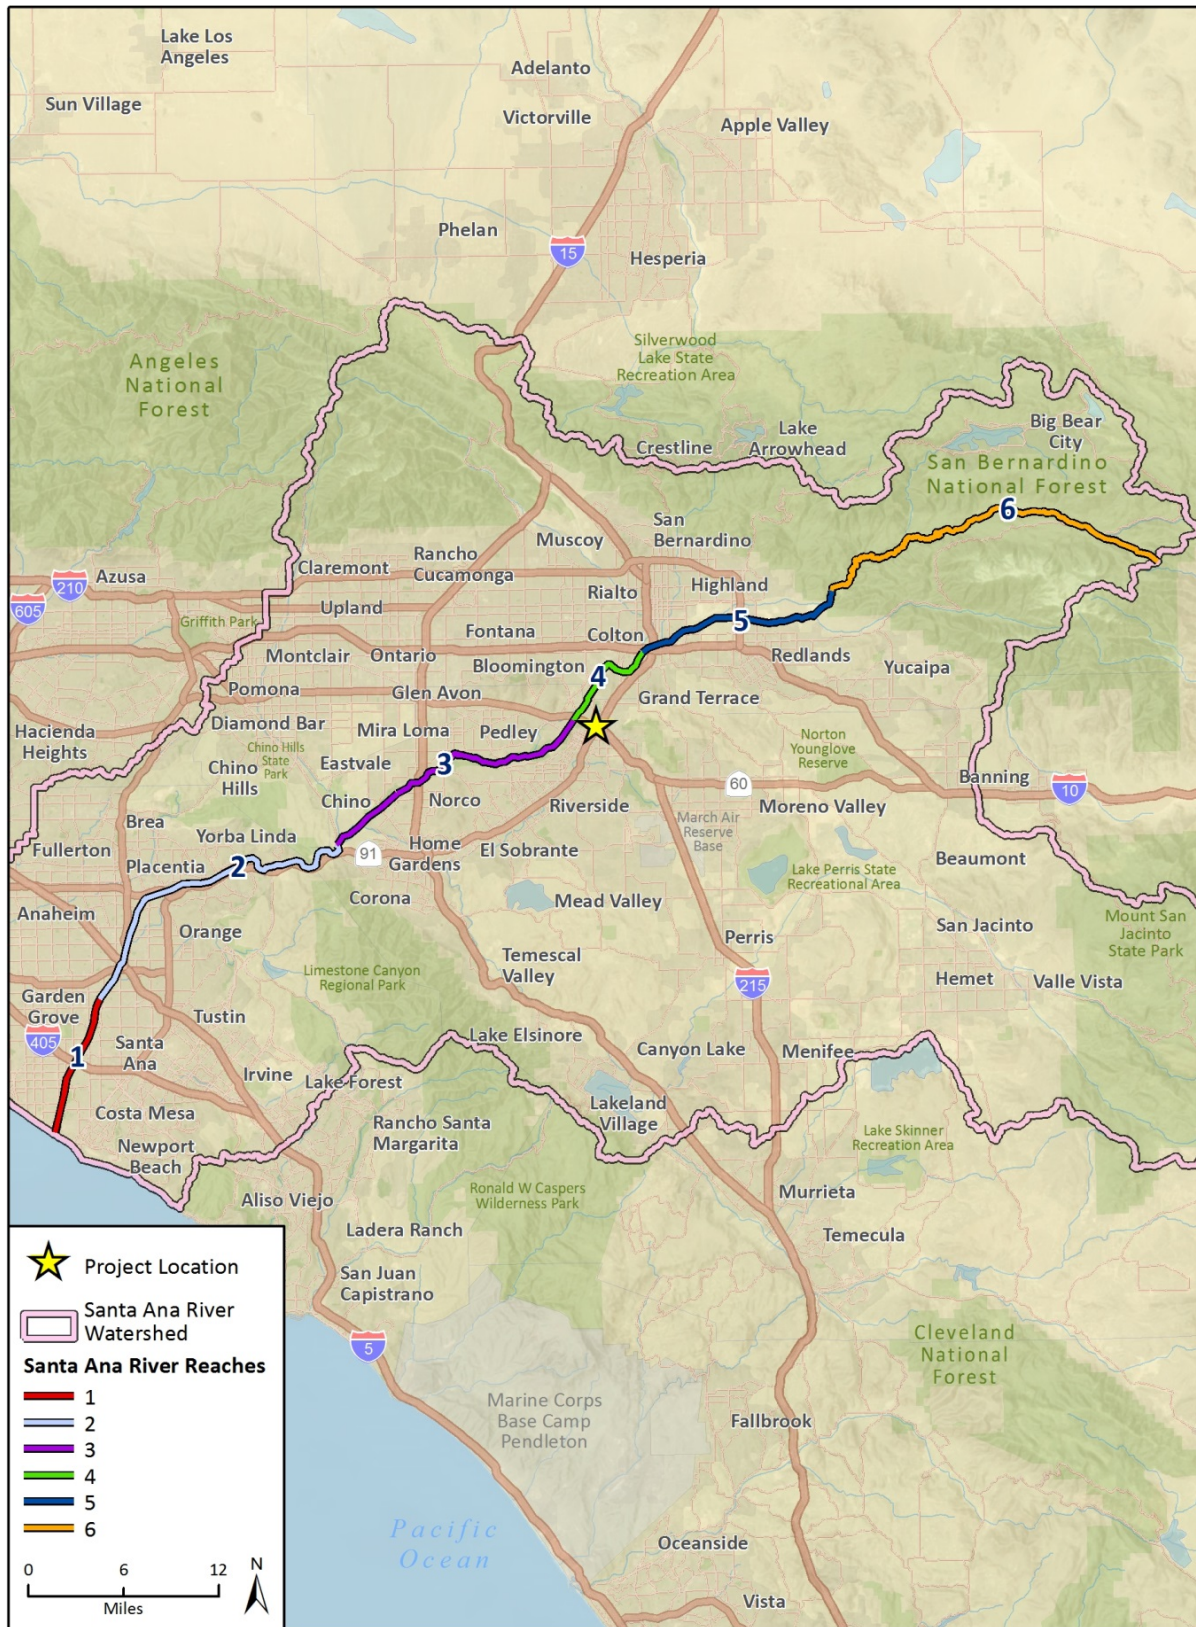 Lake Los
Angeles
Adelanto
Sun Village
Victorville
Apple Valley
Phelan
15
Hesperia
Silverwood
Lake State
Recreation Area
Angeles
National
Forest
Big Bear
City
Lake
Arrowhead
Crestline
San Bernardino
National Forest
6
San
Bernardino
Muscoy
Rancho
Cucamonga
Claremont
Azusa
210
605
Highland
Rialto
Upland
Griffith Park
5
Fontana
Colton
Montclair
Ontario
Bloomington
Redlands
Yucaipa
4
Pomona
Glen Avon
Grand Terrace
Diamond Bar
Mira Loma
Pedley
Hacienda
Heights
Chino Hills
State
Park
Norton
Younglove
Reserve
Eastvale
3
Chino
Hills
Banning
60
10
Chino
Norco
Riverside
Moreno Valley
March Air
Reserve
Base
Brea
Yorba Linda
Fullerton
Home
Gardens
91
El Sobrante
Beaumont
Placentia
2
Lake Perris State
Recreational Area
Corona
Mead Valley
Anaheim
Mount San
Jacinto
State Park
San Jacinto
Orange
Perris
Temescal
Valley
Limestone Canyon
Regional Park
Hemet
Valle Vista
215
Garden
Grove
Tustin
405
Santa
Ana
1
Lake Elsinore
Canyon Lake
Menifee
Irvine
Lake Forest
Costa Mesa
Lakeland
Village
Rancho Santa
Margarita
Lake Skinner
Recreation Area
Newport
Beach
Aliso Viejo
Ronald W Caspers
Wilderness Park
Murrieta
Ladera Ranch
Temecula
San Juan
Capistrano
5
Cleveland
National
Forest
Marine Corps
Base Camp
Pendleton
Fallbrook
Pacific
Ocean
Oceanside
Vista
Project Location
Santa Ana River
Watershed
Santa Ana River Reaches
1
2
3
4
5
6
0 6 12
Miles
N